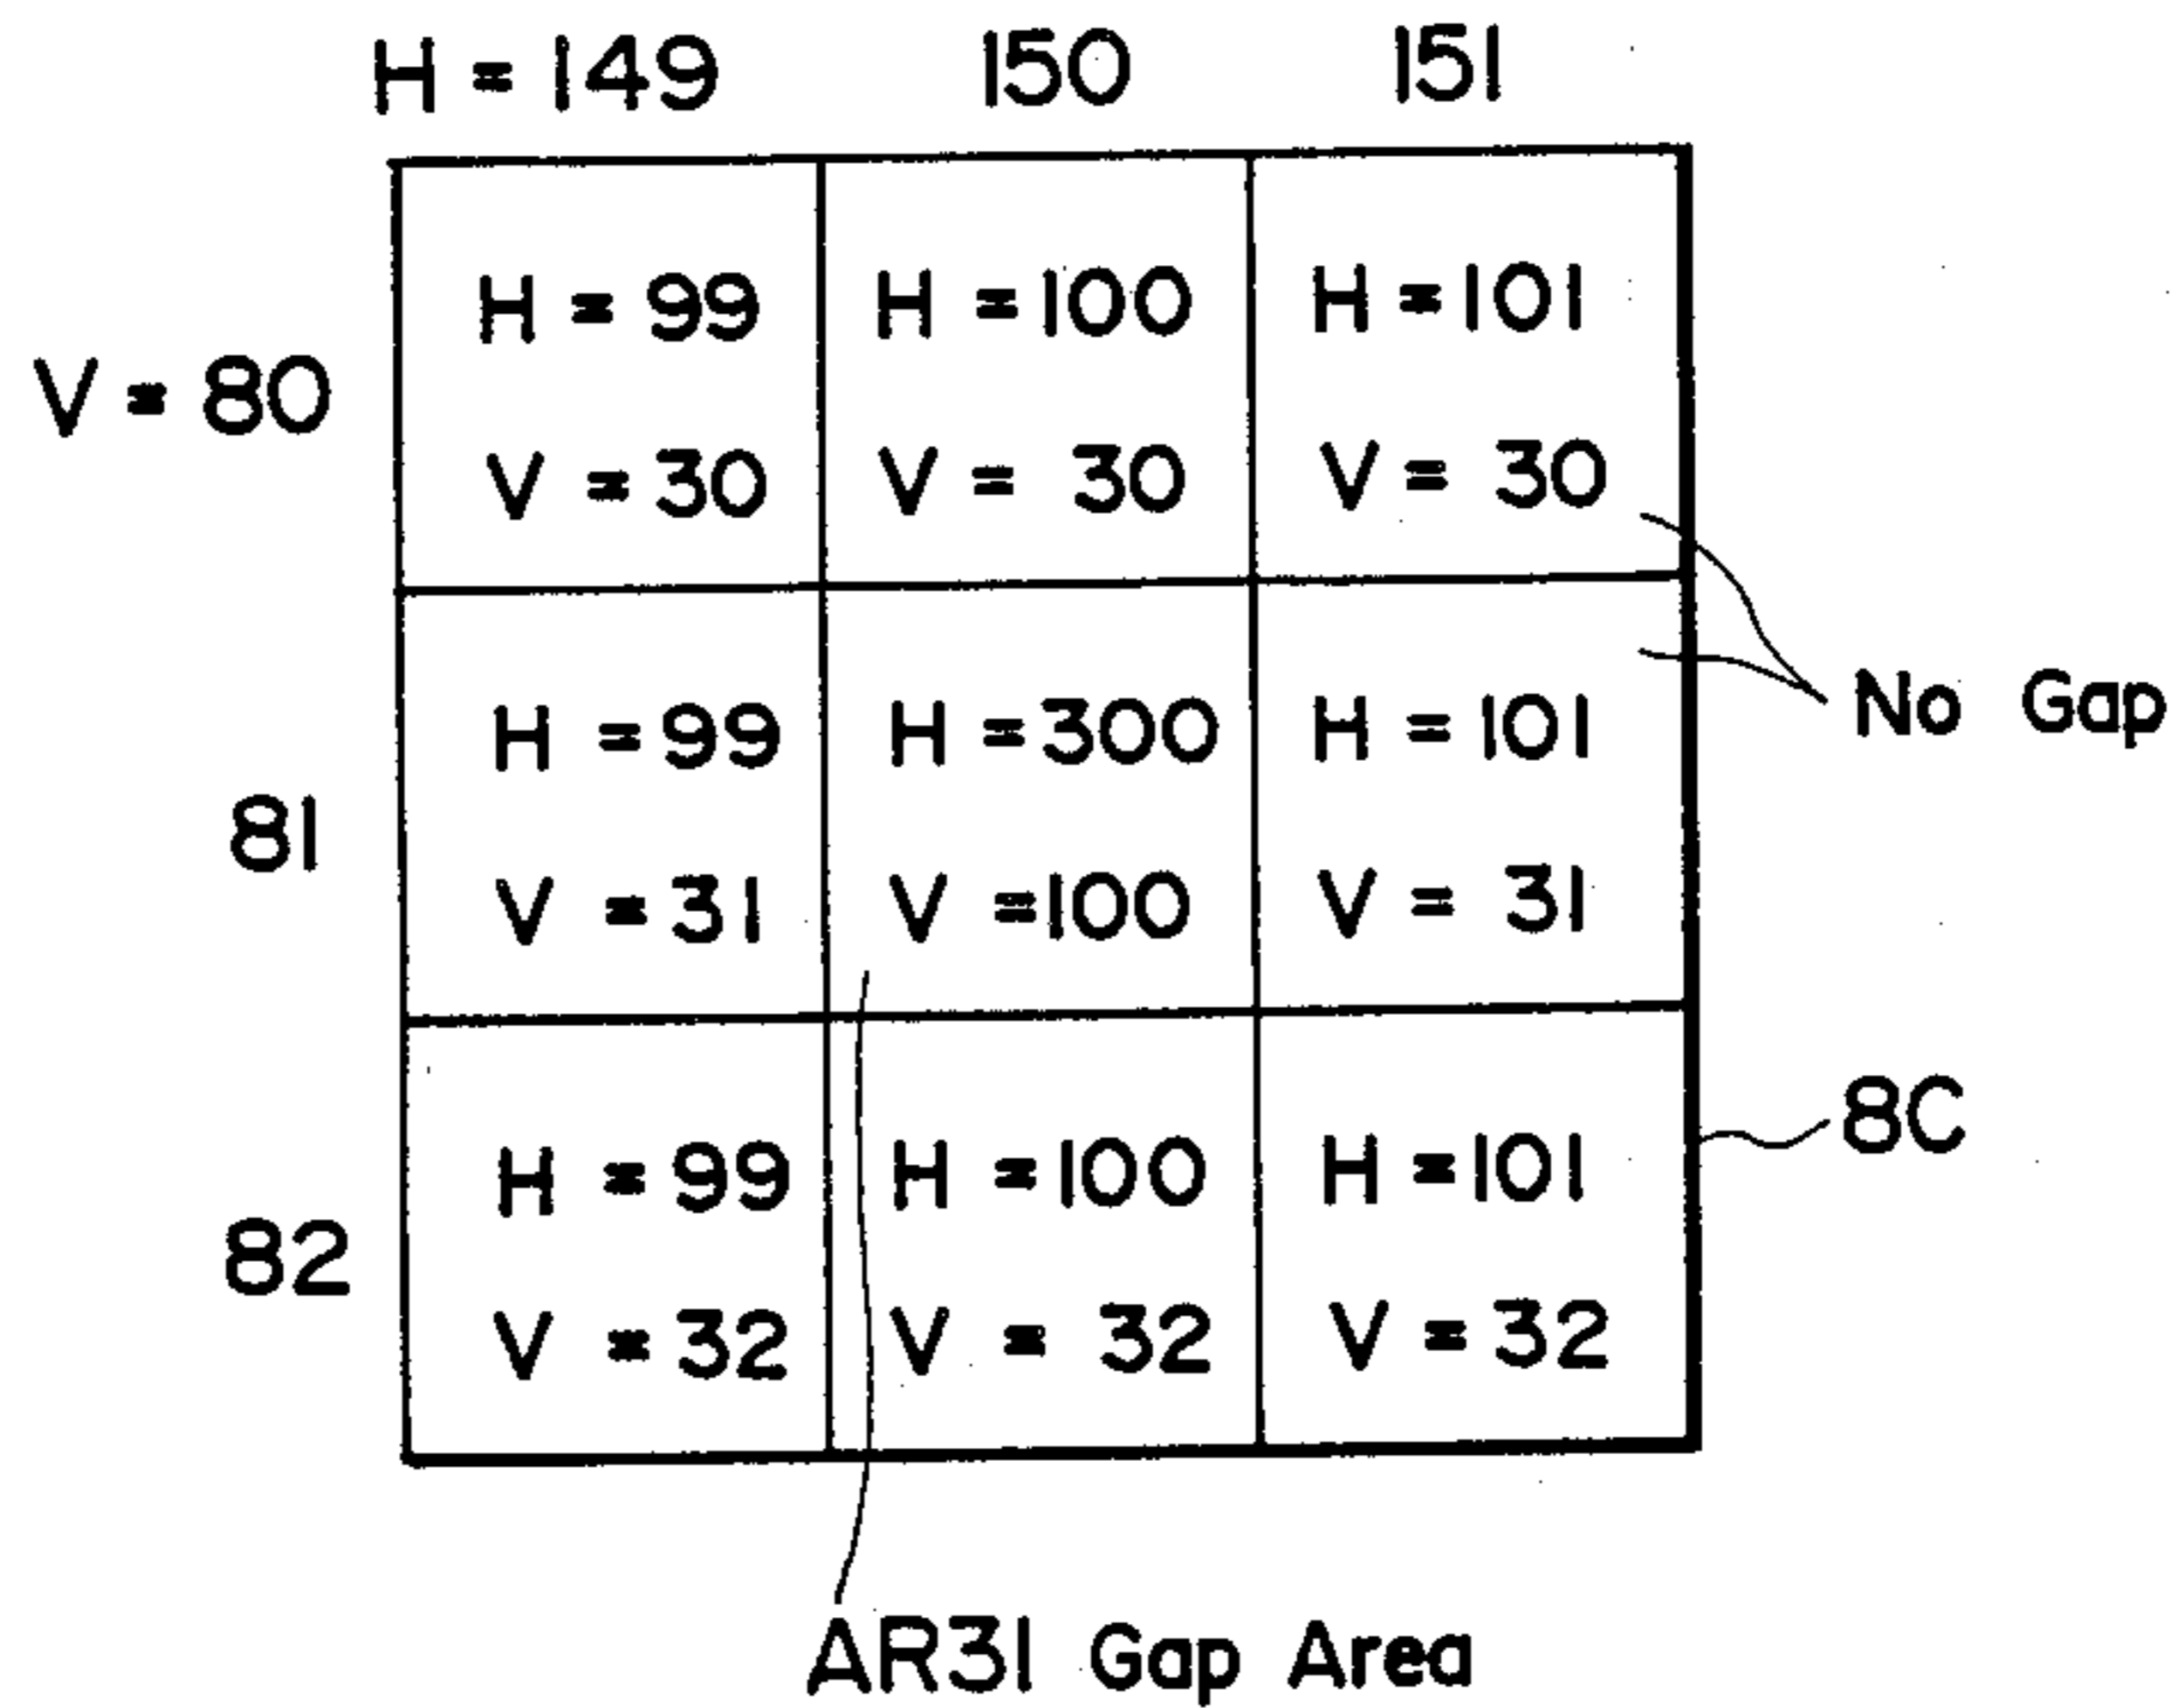 H = 149 150 151
H = 99 H = 100 H = 101
V = 80
V = 30 V = 30 V = 30
No Gap
H = 99 H = 300 H = 101
81
V = 31 V = 100 V = 31
8C
H = 99 H = 100 H = 101
82
V = 32 V = 32 V = 32
AR31 Gap Area